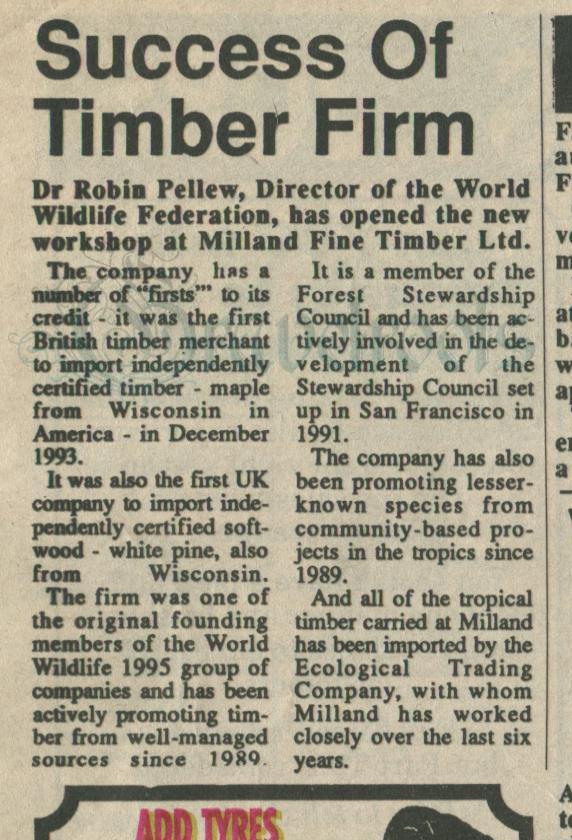 Success Of
Timber Firm
Dr Robin Pellew, Director of the World
Wildlife Federation, has opened the new
workshop at Milland Fine Timber Ltd.
The company has a
number of "firsts"' to its
credit - it was the first
British timber merchant
to import independently
certified timber - maple
from Wisconsin in
America - in December
1993.
It was also the first UK
company to import inde-
pendently certified soft-
wood - white pine, also
from Wisconsin.
The firm was one of
the original founding
members of the World
Wildlife 1995 group of
companies and has been
actively promoting tim-
ber from well-managed
sources since 1989.
It is a member of the
Forest Stewardship
Council and has been ac-
tively involved in the de-
velopment of the
Stewardship Council set
up in San Francisco in
1991.
The company has also
been promoting lesser-
known species from
community-based pro-
jects in the tropics since
1989.
And all of the tropical
timber carried at Milland
has been imported by the
Ecological Trading
Company, with whom
Milland has worked
closely over the last six
years.
ADD TYRES